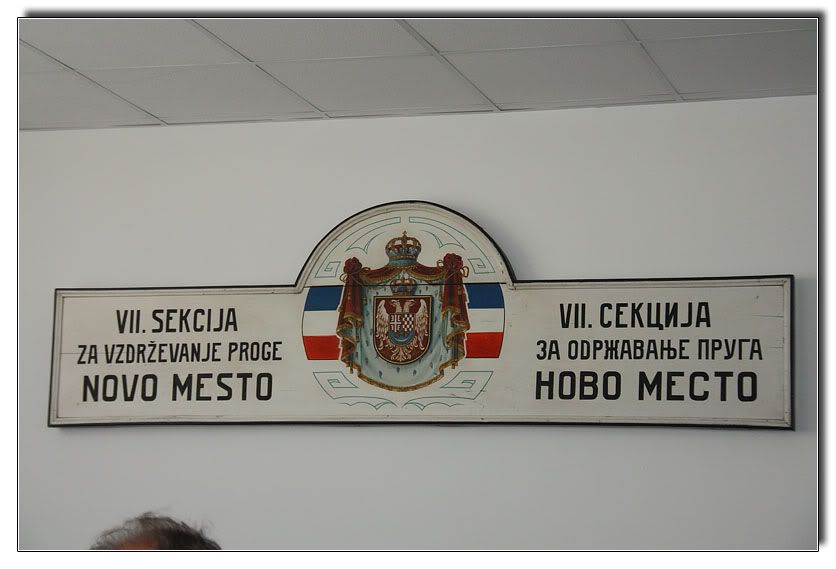 VII. SEKCIJA
ZA VZDRŽEVANJE PROGE
NOVO MESTO
VII. СЕКЦИЈА
ЗА ОДРЖАВАЊЕ ПРУГА
НОВО МЕСТО